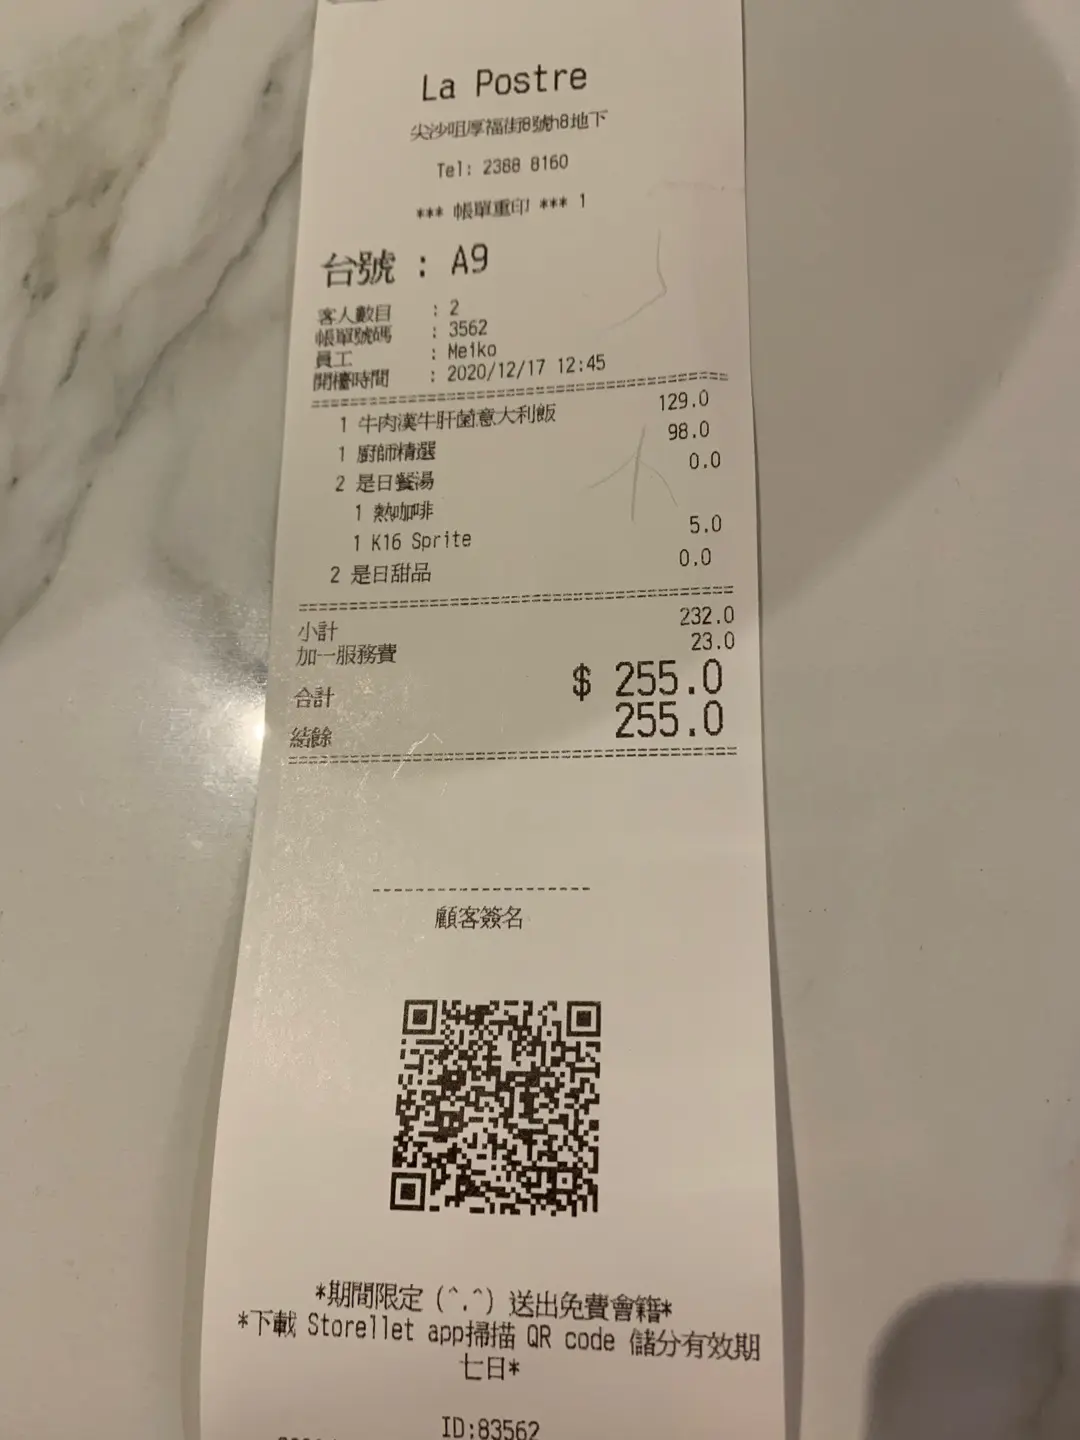 La Postre
尖沙咀厚福街8號h8地下
Tel: 2388 8160
*** 帳單重印 *** 1
台號 : A9
客人數目 : 2
帳單號碼 : 3562
員工 : Meiko
開檯時間 : 2020/12/17 12:45
1 牛肉漢牛肝菌意大利飯 129.0
1 廚師精選 98.0
2 是日餐湯 0.0
1 熱咖啡
1 K16 Sprite 5.0
2 是日甜品 0.0
小計 232.0
加一服務費 23.0
合計 $ 255.0
結餘 255.0
顧客簽名
*期間限定 (^.^) 送出免費會籍*
*下載 Storellet app掃描 QR code 儲分有效期
七日*
ID:83562